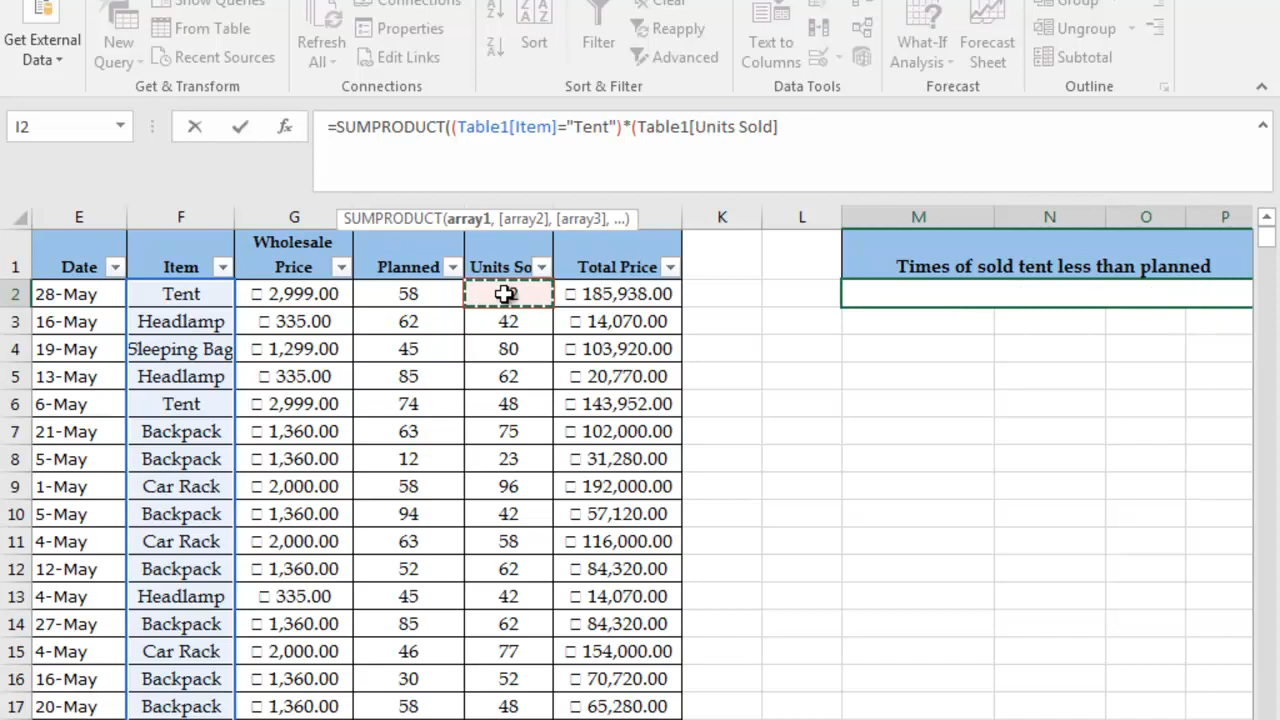 Get External
Data
New
Query
Show Queries
From Table
Recent Sources
Get & Transform
Refresh
All
Connections
Properties
Edit Links
Connections
Sort
Filter
Clear
Reapply
Advanced
Sort & Filter
Text to
Columns
Data Tools
What-If
Analysis
Forecast
Sheet
Forecast
Group
Ungroup
Subtotal
Outline
I2
fx
=SUMPRODUCT((Table1[Item]="Tent")*(Table1[Units Sold]
SUMPRODUCT(array1, [array2], [array3], ...)
E F G K L M N O P
1 Date Item Wholesale Price Planned Units So Total Price Times of sold tent less than planned
2 28-May Tent 2,999.00 58 185,938.00
3 16-May Headlamp 335.00 62 42 14,070.00
4 19-May Sleeping Bag 1,299.00 45 80 103,920.00
5 13-May Headlamp 335.00 85 62 20,770.00
6 6-May Tent 2,999.00 74 48 143,952.00
7 21-May Backpack 1,360.00 63 75 102,000.00
8 5-May Backpack 1,360.00 12 23 31,280.00
9 1-May Car Rack 2,000.00 58 96 192,000.00
10 5-May Backpack 1,360.00 94 42 57,120.00
11 4-May Car Rack 2,000.00 63 58 116,000.00
12 12-May Backpack 1,360.00 52 62 84,320.00
13 4-May Headlamp 335.00 45 42 14,070.00
14 27-May Backpack 1,360.00 85 62 84,320.00
15 4-May Car Rack 2,000.00 46 77 154,000.00
16 16-May Backpack 1,360.00 30 52 70,720.00
17 20-May Backpack 1,360.00 58 48 65,280.00